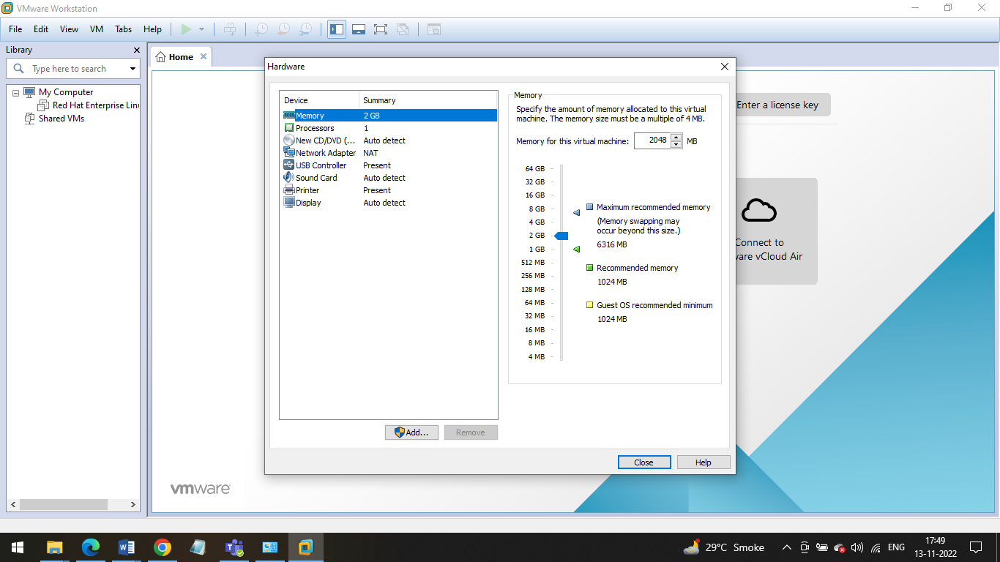 VMware Workstation
File Edit View VM Tabs Help
Library
Type here to search
My Computer
Red Hat Enterprise Linu
Shared VMs
Home
Enter a license key
Connect to
ware vCloud Air
vmware
Hardware
Device Summary
Memory 2 GB
Processors 1
New CD/DVD (... Auto detect
Network Adapter NAT
USB Controller Present
Sound Card Auto detect
Printer Present
Display Auto detect
Add...
Remove
Memory
Specify the amount of memory allocated to this virtual
machine. The memory size must be a multiple of 4 MB.
Memory for this virtual machine: 2048 MB
64 GB
32 GB
16 GB
8 GB
4 GB
2 GB
1 GB
512 MB
256 MB
128 MB
64 MB
32 MB
16 MB
8 MB
4 MB
Maximum recommended memory
(Memory swapping may
occur beyond this size.)
6316 MB
Recommended memory
1024 MB
Guest OS recommended minimum
1024 MB
Close
Help
29°C Smoke
ENG
17:49
13-11-2022